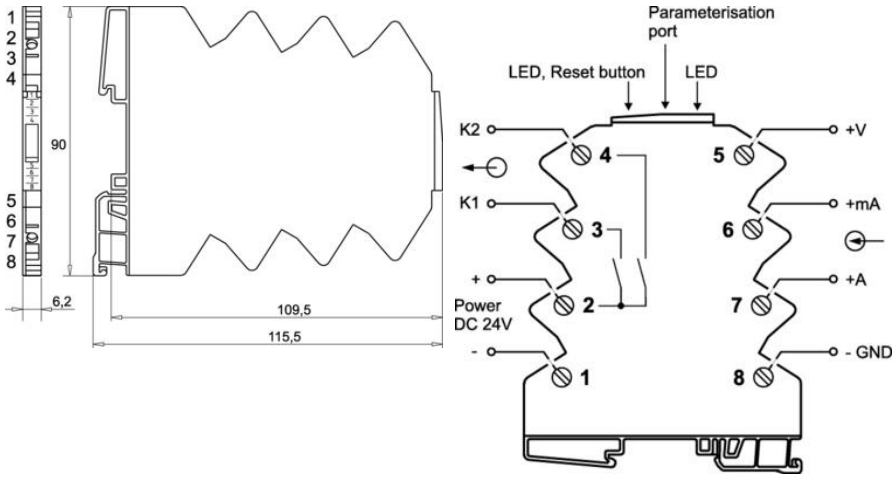 1
2
3
4
5
6
7
8
90
6,2
109,5
115,5
Parameterisation
port
LED, Reset button
LED
K2
4
5
+V
K1
3
6
+mA
+
2
7
+A
Power
DC 24V
-
1
8
- GND